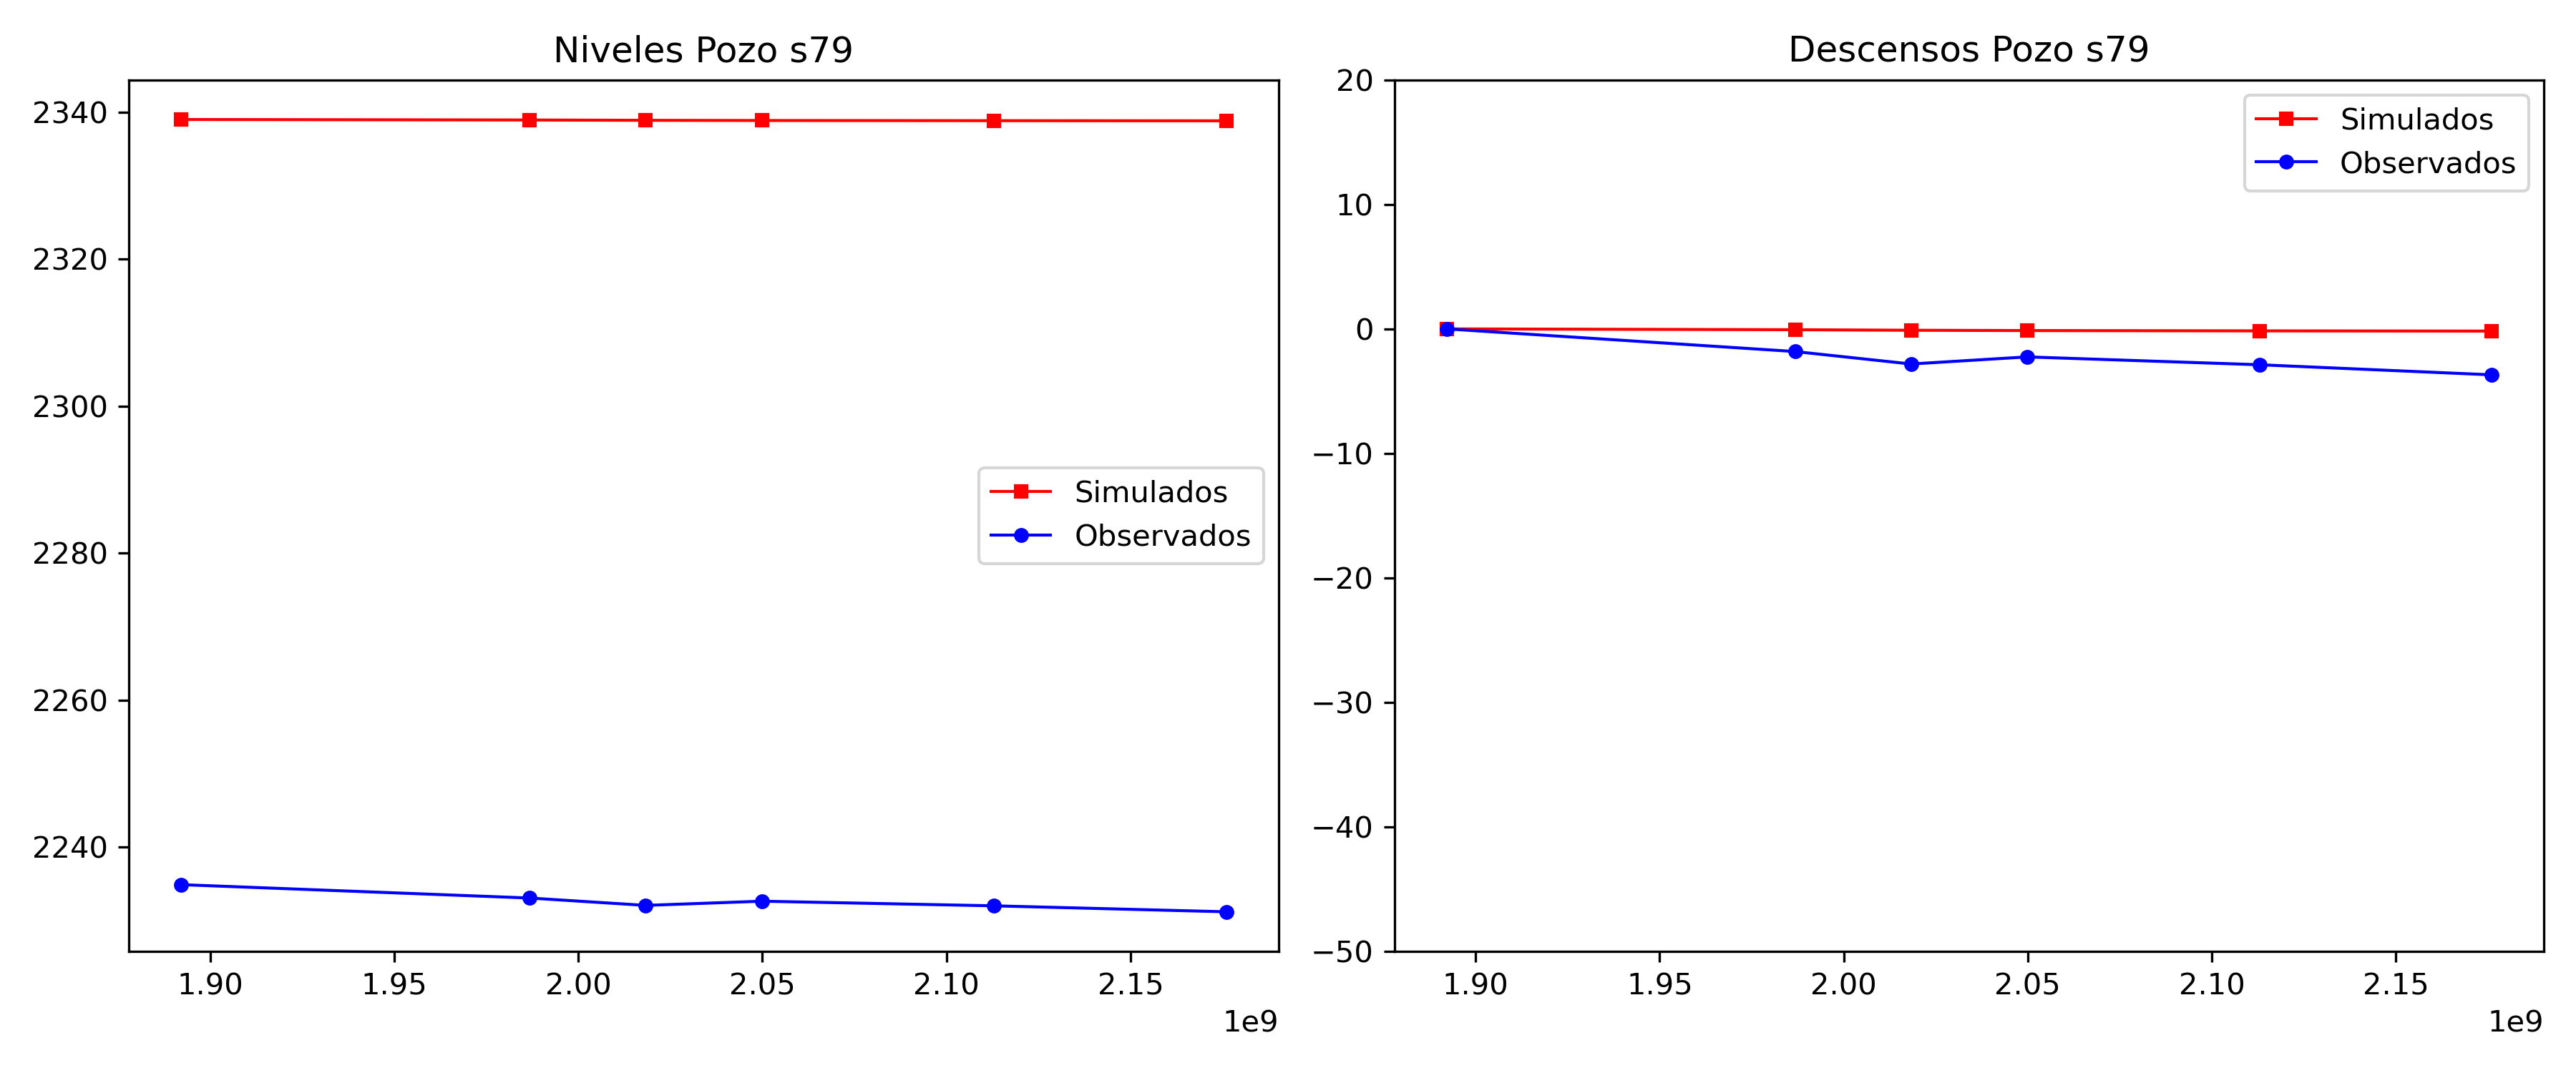 Niveles Pozo s79
2340
2320
2300
2280
2260
2240
Simulados
Observados
1.90 1.95 2.00 2.05 2.10 2.15
1e9
Descensos Pozo s79
20
10
0
−10
−20
−30
−40
−50
Simulados
Observados
1.90 1.95 2.00 2.05 2.10 2.15
1e9